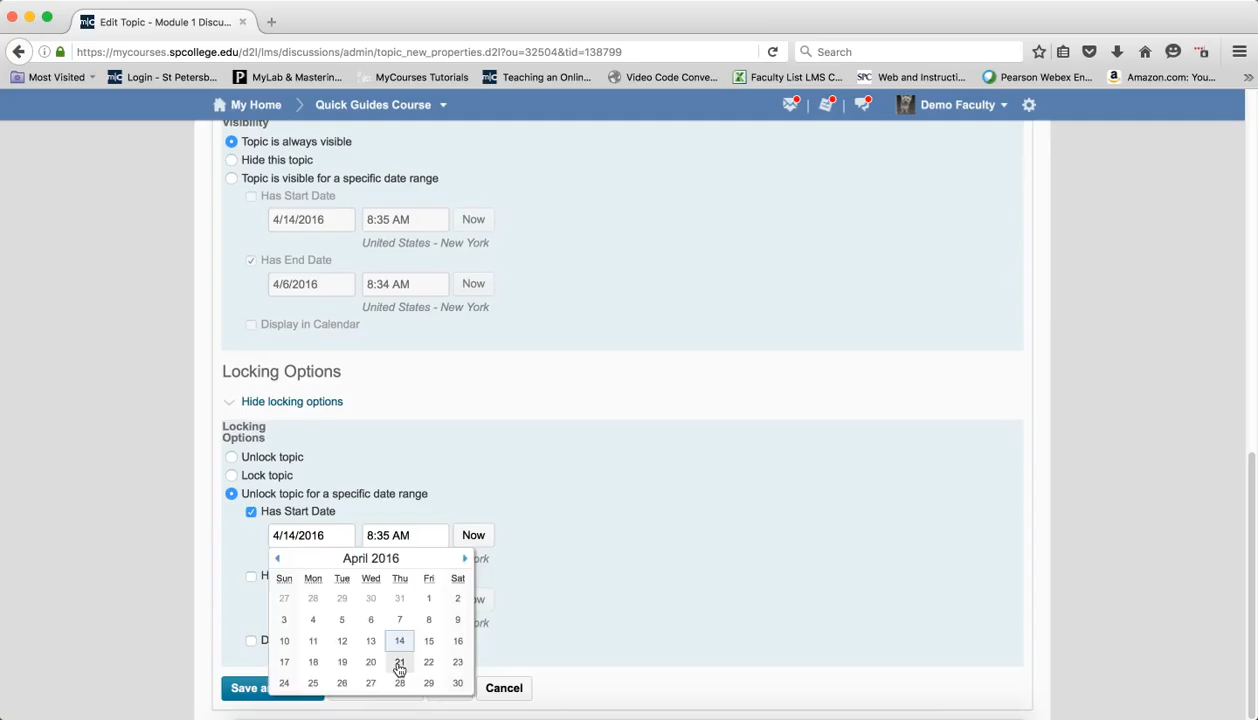 Edit Topic - Module 1 Discu...
https://mycourses.spcollege.edu/d2l/lms/discussions/admin/topic_new_properties.d2l?ou=32504&tid=138799
Search
Most Visited
Login - St Petersb...
MyLab & Masterin...
MyCourses Tutorials
Teaching an Onlin...
Video Code Conve...
Faculty List LMS C...
Web and Instructi...
Pearson Webex En...
Amazon.com: You...
My Home
Quick Guides Course
Demo Faculty
Visibility
Topic is always visible
Hide this topic
Topic is visible for a specific date range
Has Start Date
4/14/2016 8:35 AM Now
United States - New York
Has End Date
4/6/2016 8:34 AM Now
United States - New York
Display in Calendar
Locking Options
Hide locking options
Locking
Options
Unlock topic
Lock topic
Unlock topic for a specific date range
Has Start Date
4/14/2016 8:35 AM Now
April 2016
Sun Mon Tue Wed Thu Fri Sat
27 28 29 30 31 1 2
3 4 5 6 7 8 9
10 11 12 13 14 15 16
17 18 19 20 21 22 23
24 25 26 27 28 29 30
Cancel